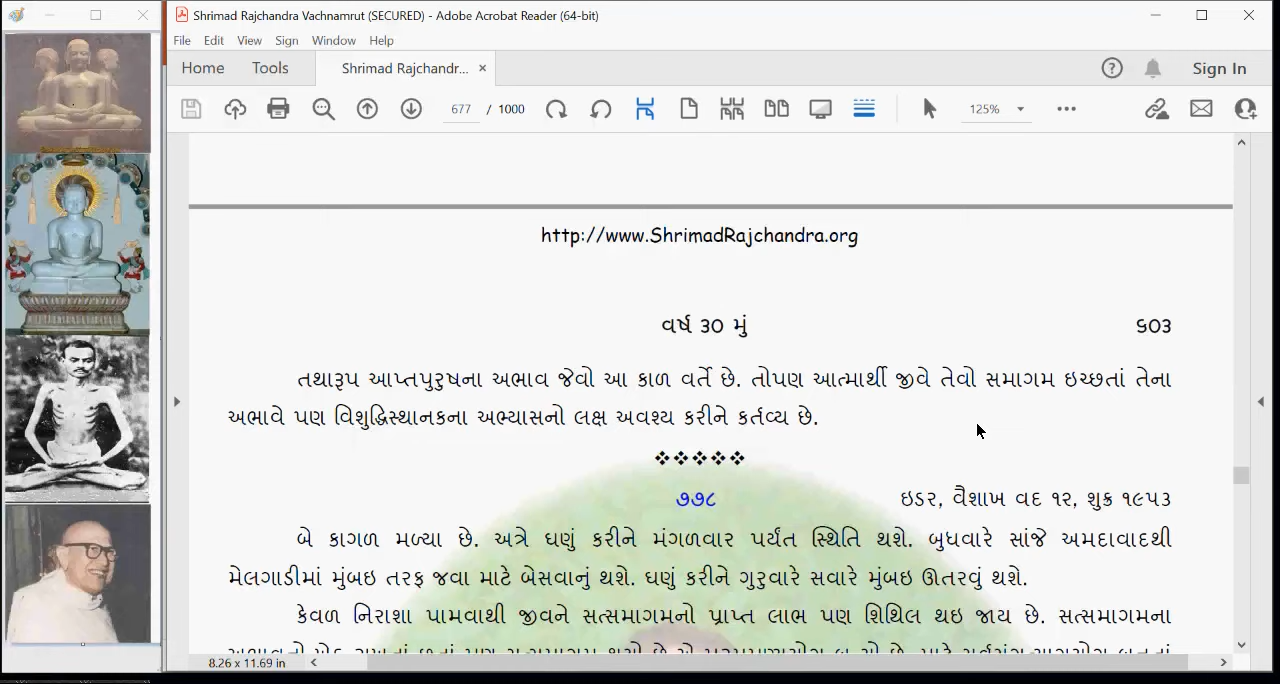 Shrimad Rajchandra Vachnamrut (SECURED) - Adobe Acrobat Reader (64-bit)
File Edit View Sign Window Help
Home Tools Shrimad Rajchandr... × Sign In
677 / 1000 125%
http://www.ShrimadRajchandra.org
વર્ષ ૩૦ મું ૬૦૩
તથારૂપ આપ્તપુરુષના અભાવ જેવો આ કાળ વર્તે છે. તોપણ આત્માર્થી જીવે તેવો સમાગમ ઇચ્છતાં તેના
અભાવે પણ વિશુદ્ધિસ્થાનકના અભ્યાસનો લક્ષ અવશ્ય કરીને કર્તવ્ય છે.
❖❖❖❖❖
૭૭૮ ઇડર, વૈશાખ વદ ૧૨, શુક્ર ૧૯૫૩
બે કાગળ મળ્યા છે. અત્રે ઘણું કરીને મંગળવાર પર્યંત સ્થિતિ થશે. બુધવારે સાંજે અમદાવાદથી
મેલગાડીમાં મુંબઇ તરફ જવા માટે બેસવાનું થશે. ઘણું કરીને ગુરુવારે સવારે મુંબઇ ઊતરવું થશે.
કેવળ નિરાશા પામવાથી જીવને સત્સમાગમનો પ્રાપ્ત લાભ પણ શિથિલ થઇ જાય છે. સત્સમાગમના
8.26 x 11.69 in